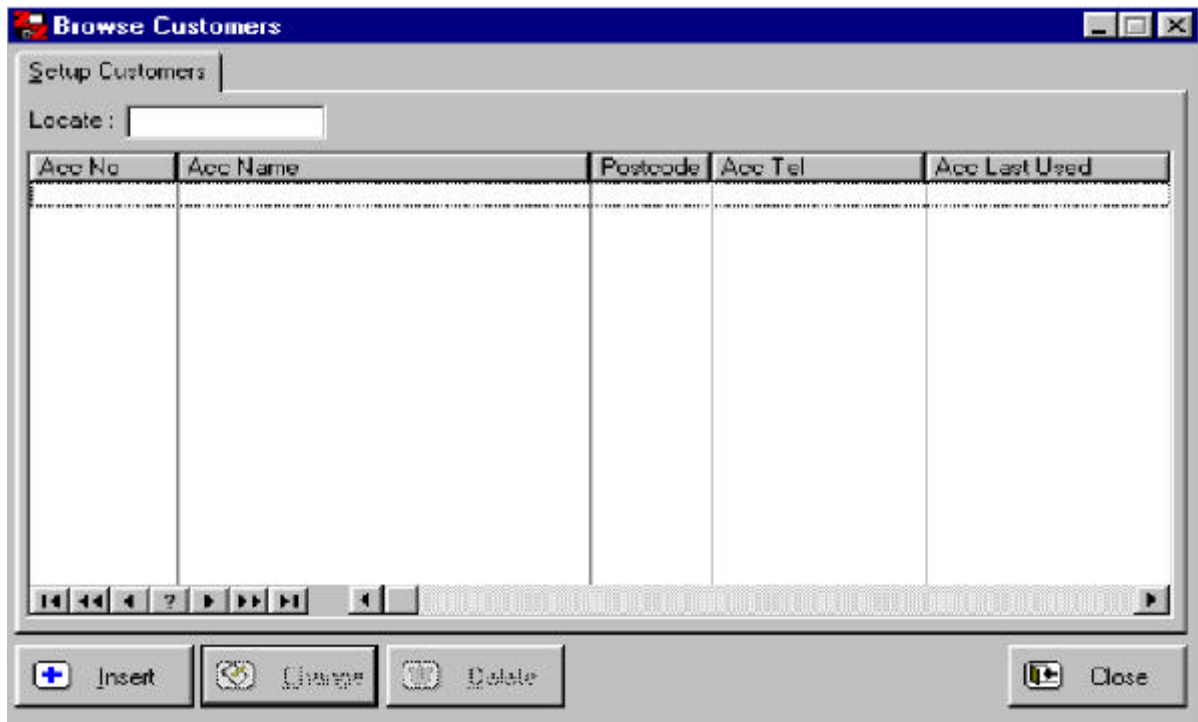 Browse Customers
Setup Customers
Locate :
Acc No Acc Name Postcode Acc Tel Acc Last Used
?
Insert Change Delete Close